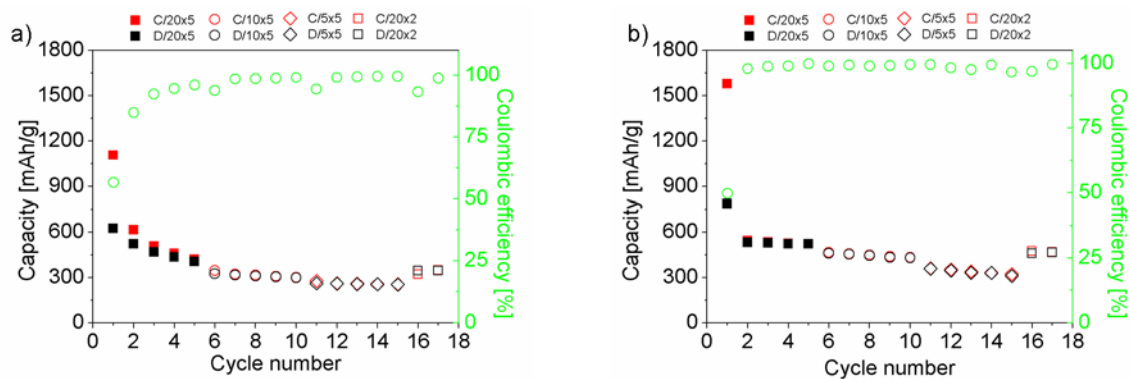 a)
C/20x5 C/10x5 C/5x5 C/20x2
D/20x5 D/10x5 D/5x5 D/20x2
1800
1500
1200
900
600
300
0
Capacity [mAh/g]
100
75
50
25
0
Coulombic efficiency [%]
0 2 4 6 8 10 12 14 16 18
Cycle number
b)
C/20x5 C/10x5 C/5x5 C/20x2
D/20x5 D/10x5 D/5x5 D/20x2
1800
1500
1200
900
600
300
0
Capacity [mAh/g]
100
75
50
25
0
Coulombic efficiency [%]
0 2 4 6 8 10 12 14 16 18
Cycle number